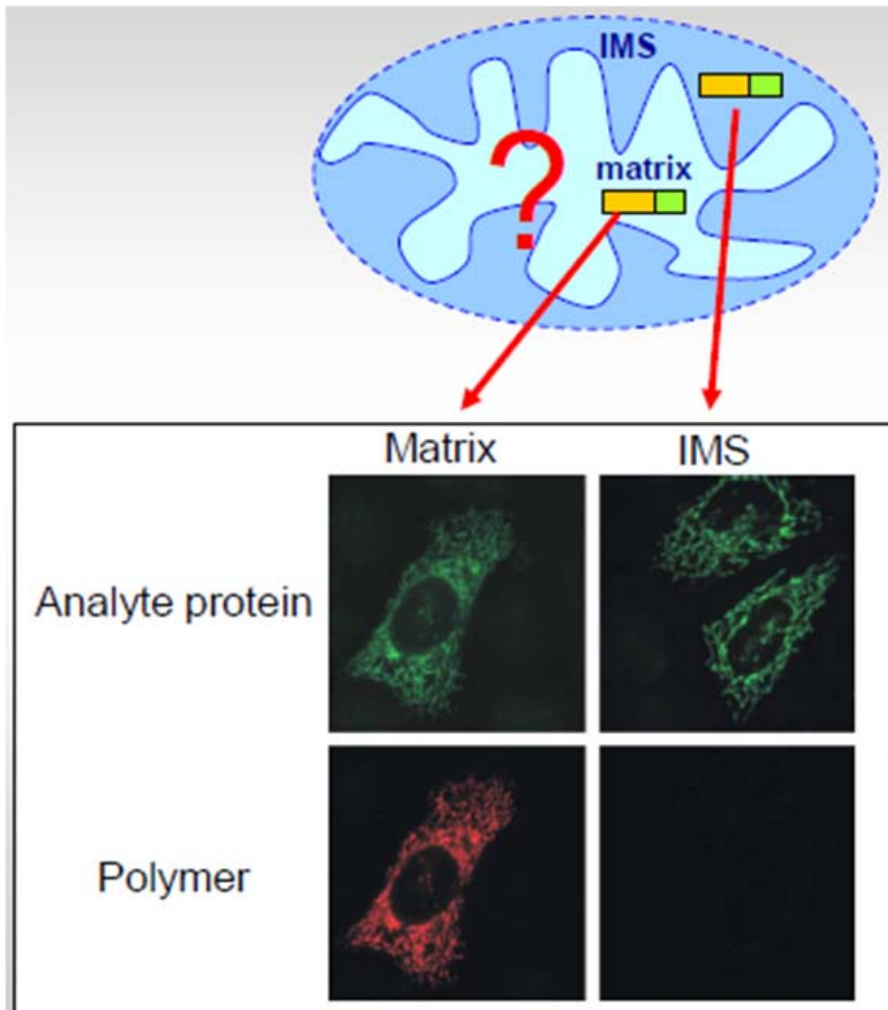 IMS
?
matrix
Matrix IMS
Analyte protein
Polymer